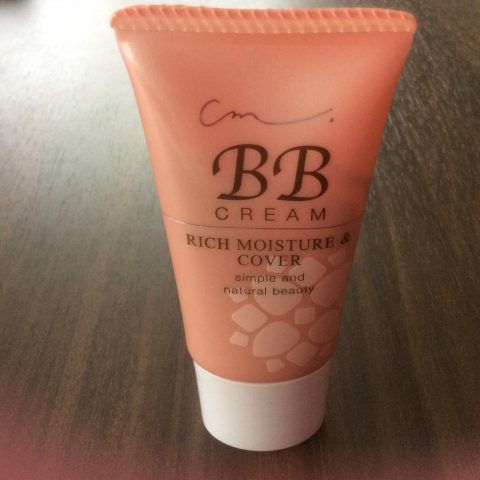 cm.
BB
CREAM
RICH MOISTURE &
COVER
simple and
natural beauty